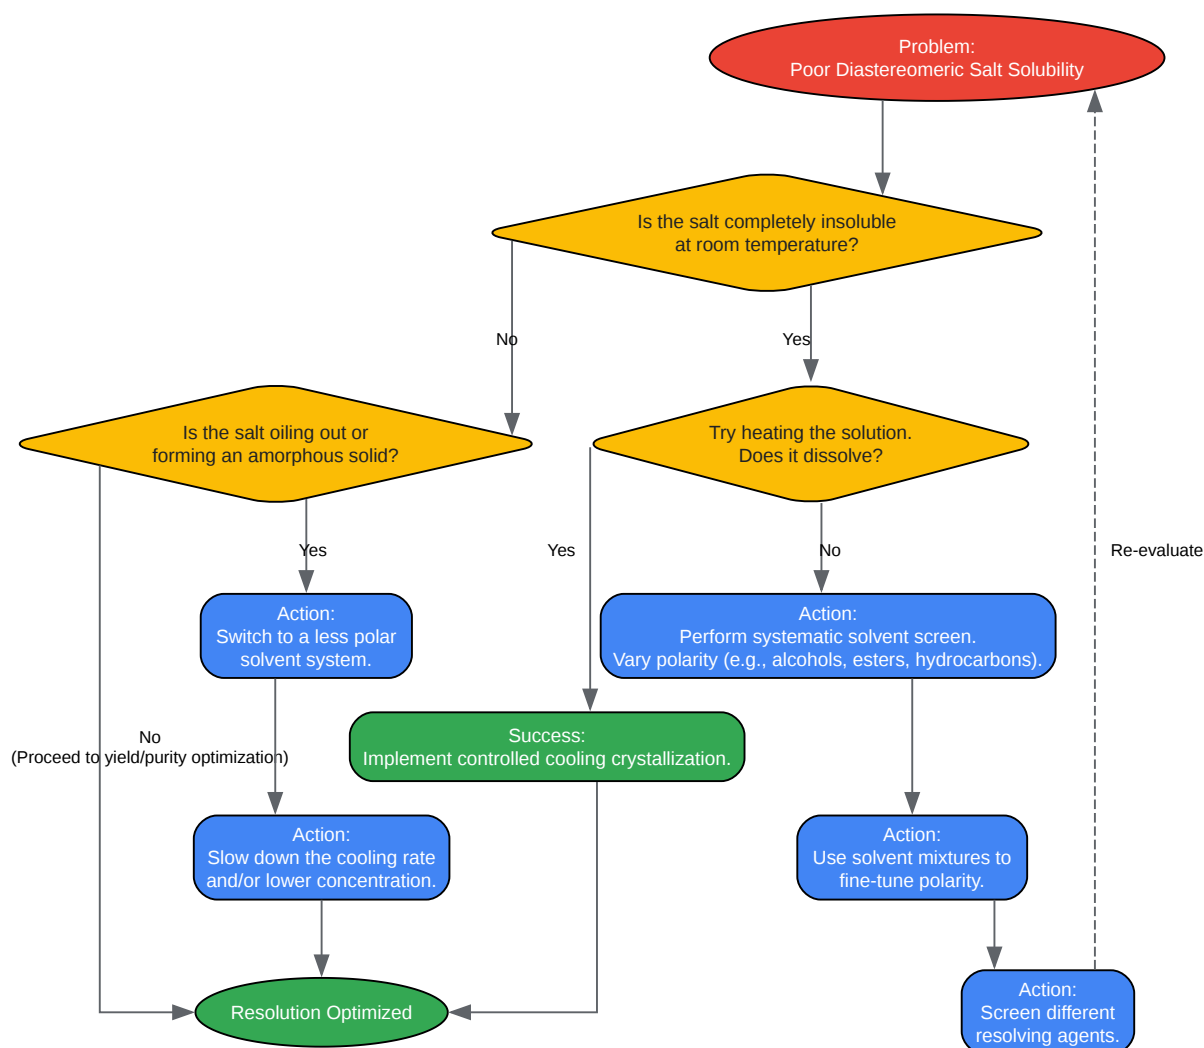 Problem:
Poor Diastereomeric Salt Solubility
Is the salt completely insoluble
at room temperature?
No
Yes
Is the salt oiling out or
forming an amorphous solid?
Try heating the solution.
Does it dissolve?
Yes
Yes
No
Re-evaluate
Action:
Switch to a less polar
solvent system.
Action:
Perform systematic solvent screen.
Vary polarity (e.g., alcohols, esters, hydrocarbons).
No
(Proceed to yield/purity optimization)
Success:
Implement controlled cooling crystallization.
Action:
Slow down the cooling rate
and/or lower concentration.
Action:
Use solvent mixtures to
fine-tune polarity.
Resolution Optimized
Action:
Screen different
resolving agents.